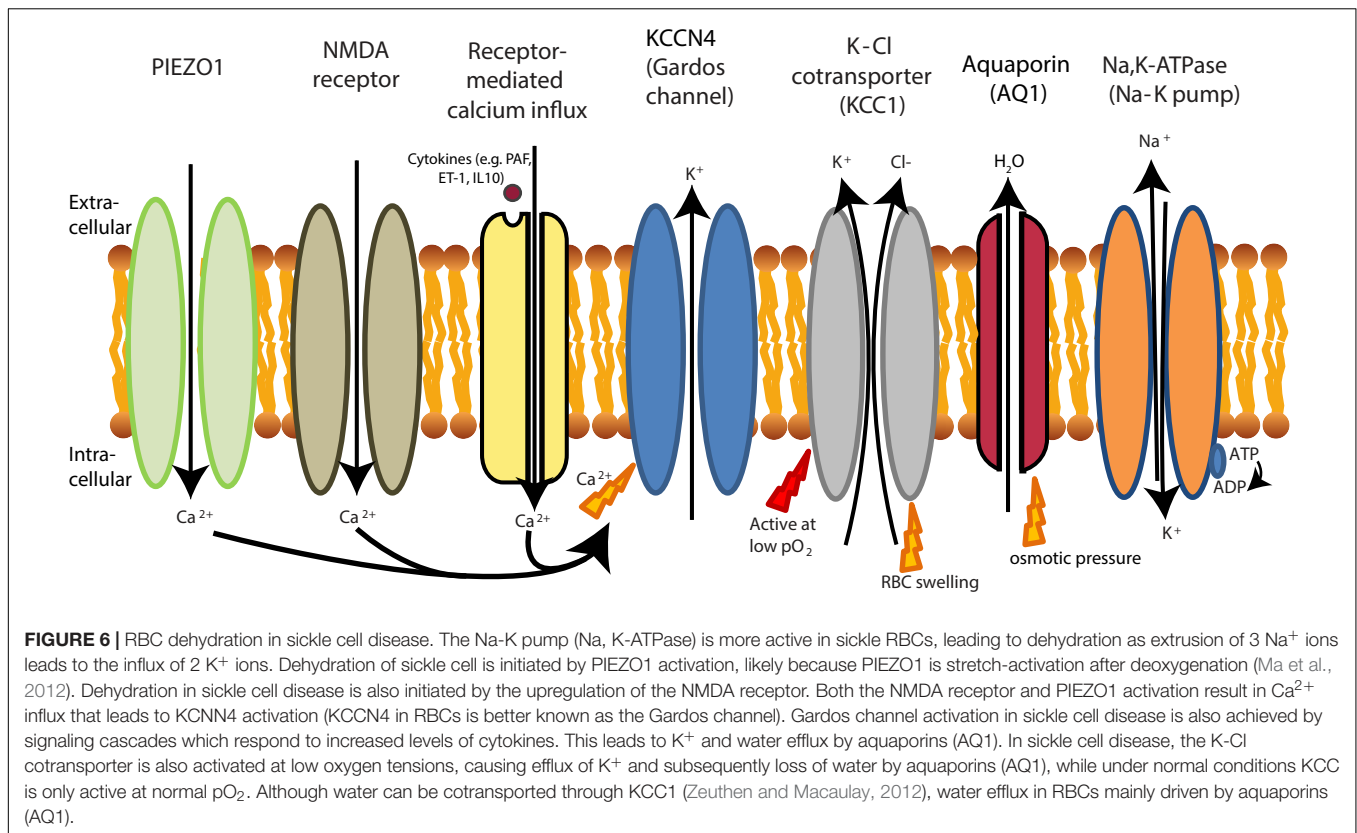 PIEZO1
NMDA
receptor
Receptor-
mediated
calcium influx
KCCN4
(Gardos
channel)
K-Cl
cotransporter
(KCC1)
Aquaporin
(AQ1)
Na,K-ATPase
(Na-K pump)
Cytokines (e.g. PAF,
ET-1, IL10)
K⁺
K⁺
Cl-
H₂O
Na⁺
Extra-
cellular
Intra-
cellular
Ca²⁺
Ca²⁺
Ca²⁺
Ca²⁺
Active at
low pO₂
RBC swelling
osmotic pressure
ATP
ADP
K⁺
FIGURE 6 | RBC dehydration in sickle cell disease. The Na-K pump (Na, K-ATPase) is more active in sickle RBCs, leading to dehydration as extrusion of 3 Na⁺ ions
leads to the influx of 2 K⁺ ions. Dehydration of sickle cell is initiated by PIEZO1 activation, likely because PIEZO1 is stretch-activation after deoxygenation (Ma et al.,
2012). Dehydration in sickle cell disease is also initiated by the upregulation of the NMDA receptor. Both the NMDA receptor and PIEZO1 activation result in Ca²⁺
influx that leads to KCNN4 activation (KCCN4 in RBCs is better known as the Gardos channel). Gardos channel activation in sickle cell disease is also achieved by
signaling cascades which respond to increased levels of cytokines. This leads to K⁺ and water efflux by aquaporins (AQ1). In sickle cell disease, the K-Cl
cotransporter is also activated at low oxygen tensions, causing efflux of K⁺ and subsequently loss of water by aquaporins (AQ1), while under normal conditions KCC
is only active at normal pO₂. Although water can be cotransported through KCC1 (Zeuthen and Macaulay, 2012), water efflux in RBCs mainly driven by aquaporins
(AQ1).